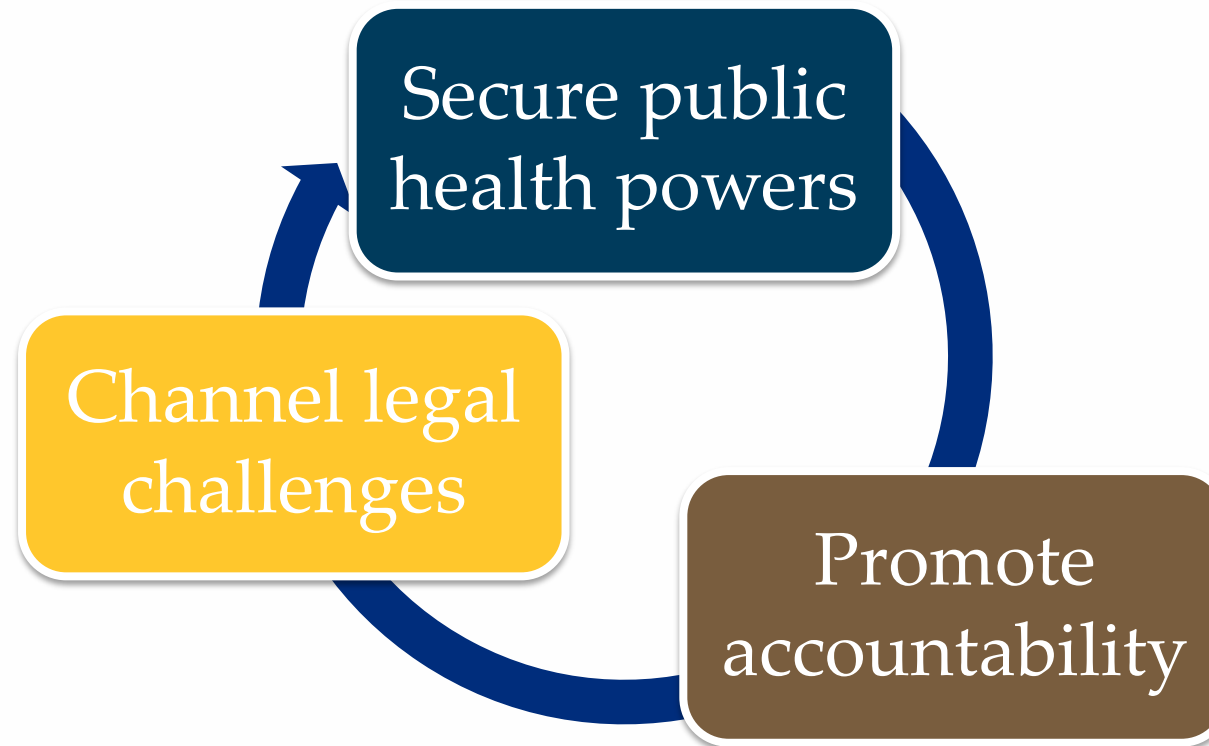 Secure public
health powers
Channel legal
challenges
Promote
accountability